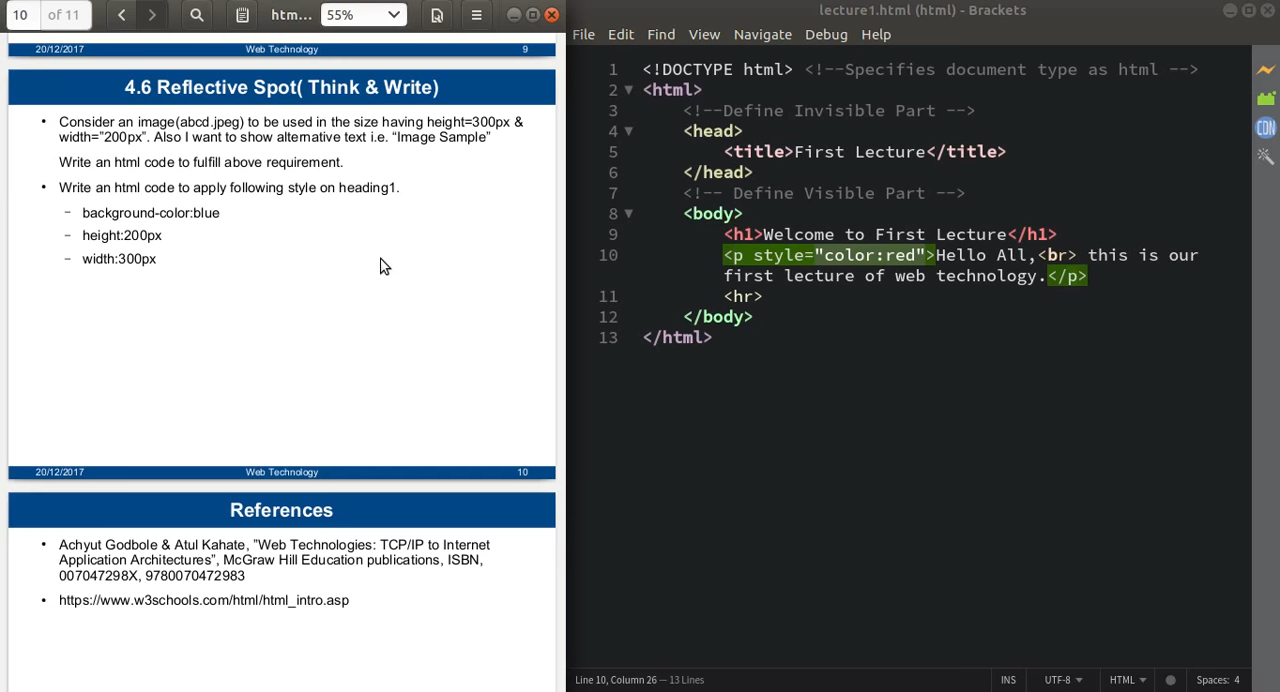 10 of 11
htm...
55%
20/12/2017 Web Technology 9
4.6 Reflective Spot( Think & Write)
• Consider an image(abcd.jpeg) to be used in the size having height=300px &
width=”200px”. Also I want to show alternative text i.e. “Image Sample”
Write an html code to fulfill above requirement.
• Write an html code to apply following style on heading1.
– background-color:blue
– height:200px
– width:300px
20/12/2017 Web Technology 10
References
• Achyut Godbole & Atul Kahate, ”Web Technologies: TCP/IP to Internet
Application Architectures”, McGraw Hill Education publications, ISBN,
007047298X, 9780070472983
• https://www.w3schools.com/html/html_intro.asp
lecture1.html (html) - Brackets
File Edit Find View Navigate Debug Help
1 <!DOCTYPE html> <!--Specifies document type as html -->
2 <html>
3 <!--Define Invisible Part -->
4 <head>
5 <title>First Lecture</title>
6 </head>
7 <!-- Define Visible Part -->
8 <body>
9 <h1>Welcome to First Lecture</h1>
10 <p style="color:red">Hello All,<br> this is our
first lecture of web technology.</p>
11 <hr>
12 </body>
13 </html>
CDN
Line 10, Column 26 — 13 Lines
INS UTF-8 HTML Spaces: 4